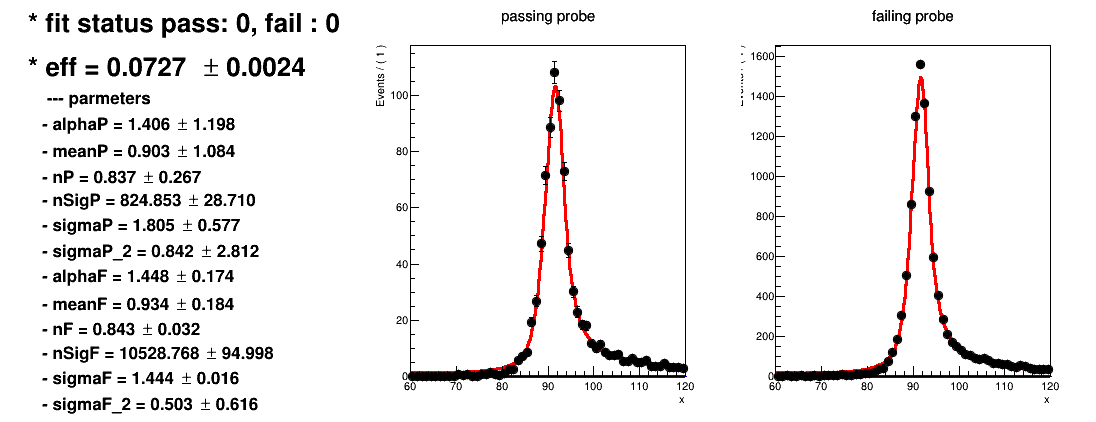 * fit status pass: 0, fail : 0
* eff = 0.0727 ± 0.0024
--- parmeters
- alphaP = 1.406 ± 1.198
- meanP = 0.903 ± 1.084
- nP = 0.837 ± 0.267
- nSigP = 824.853 ± 28.710
- sigmaP = 1.805 ± 0.577
- sigmaP_2 = 0.842 ± 2.812
- alphaF = 1.448 ± 0.174
- meanF = 0.934 ± 0.184
- nF = 0.843 ± 0.032
- nSigF = 10528.768 ± 94.998
- sigmaF = 1.444 ± 0.016
- sigmaF_2 = 0.503 ± 0.616
passing probe
Events / ( 1 )
100
80
60
40
20
0
60 70 80 90 100 110 120
x
failing probe
1600
1400
1200
1000
800
600
400
200
0
60 70 80 90 100 110 120
x